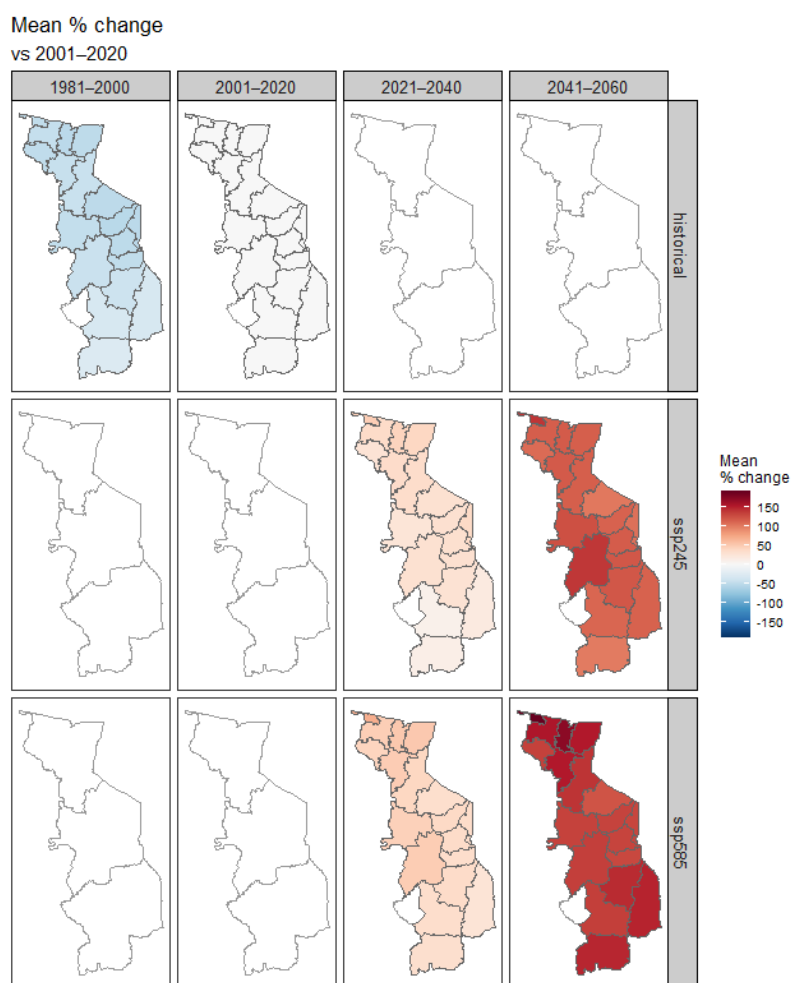 Mean % change
vs 2001–2020
1981–2000
2001–2020
2021–2040
2041–2060
historical
ssp245
ssp585
Mean
% change
150
100
50
0
-50
-100
-150